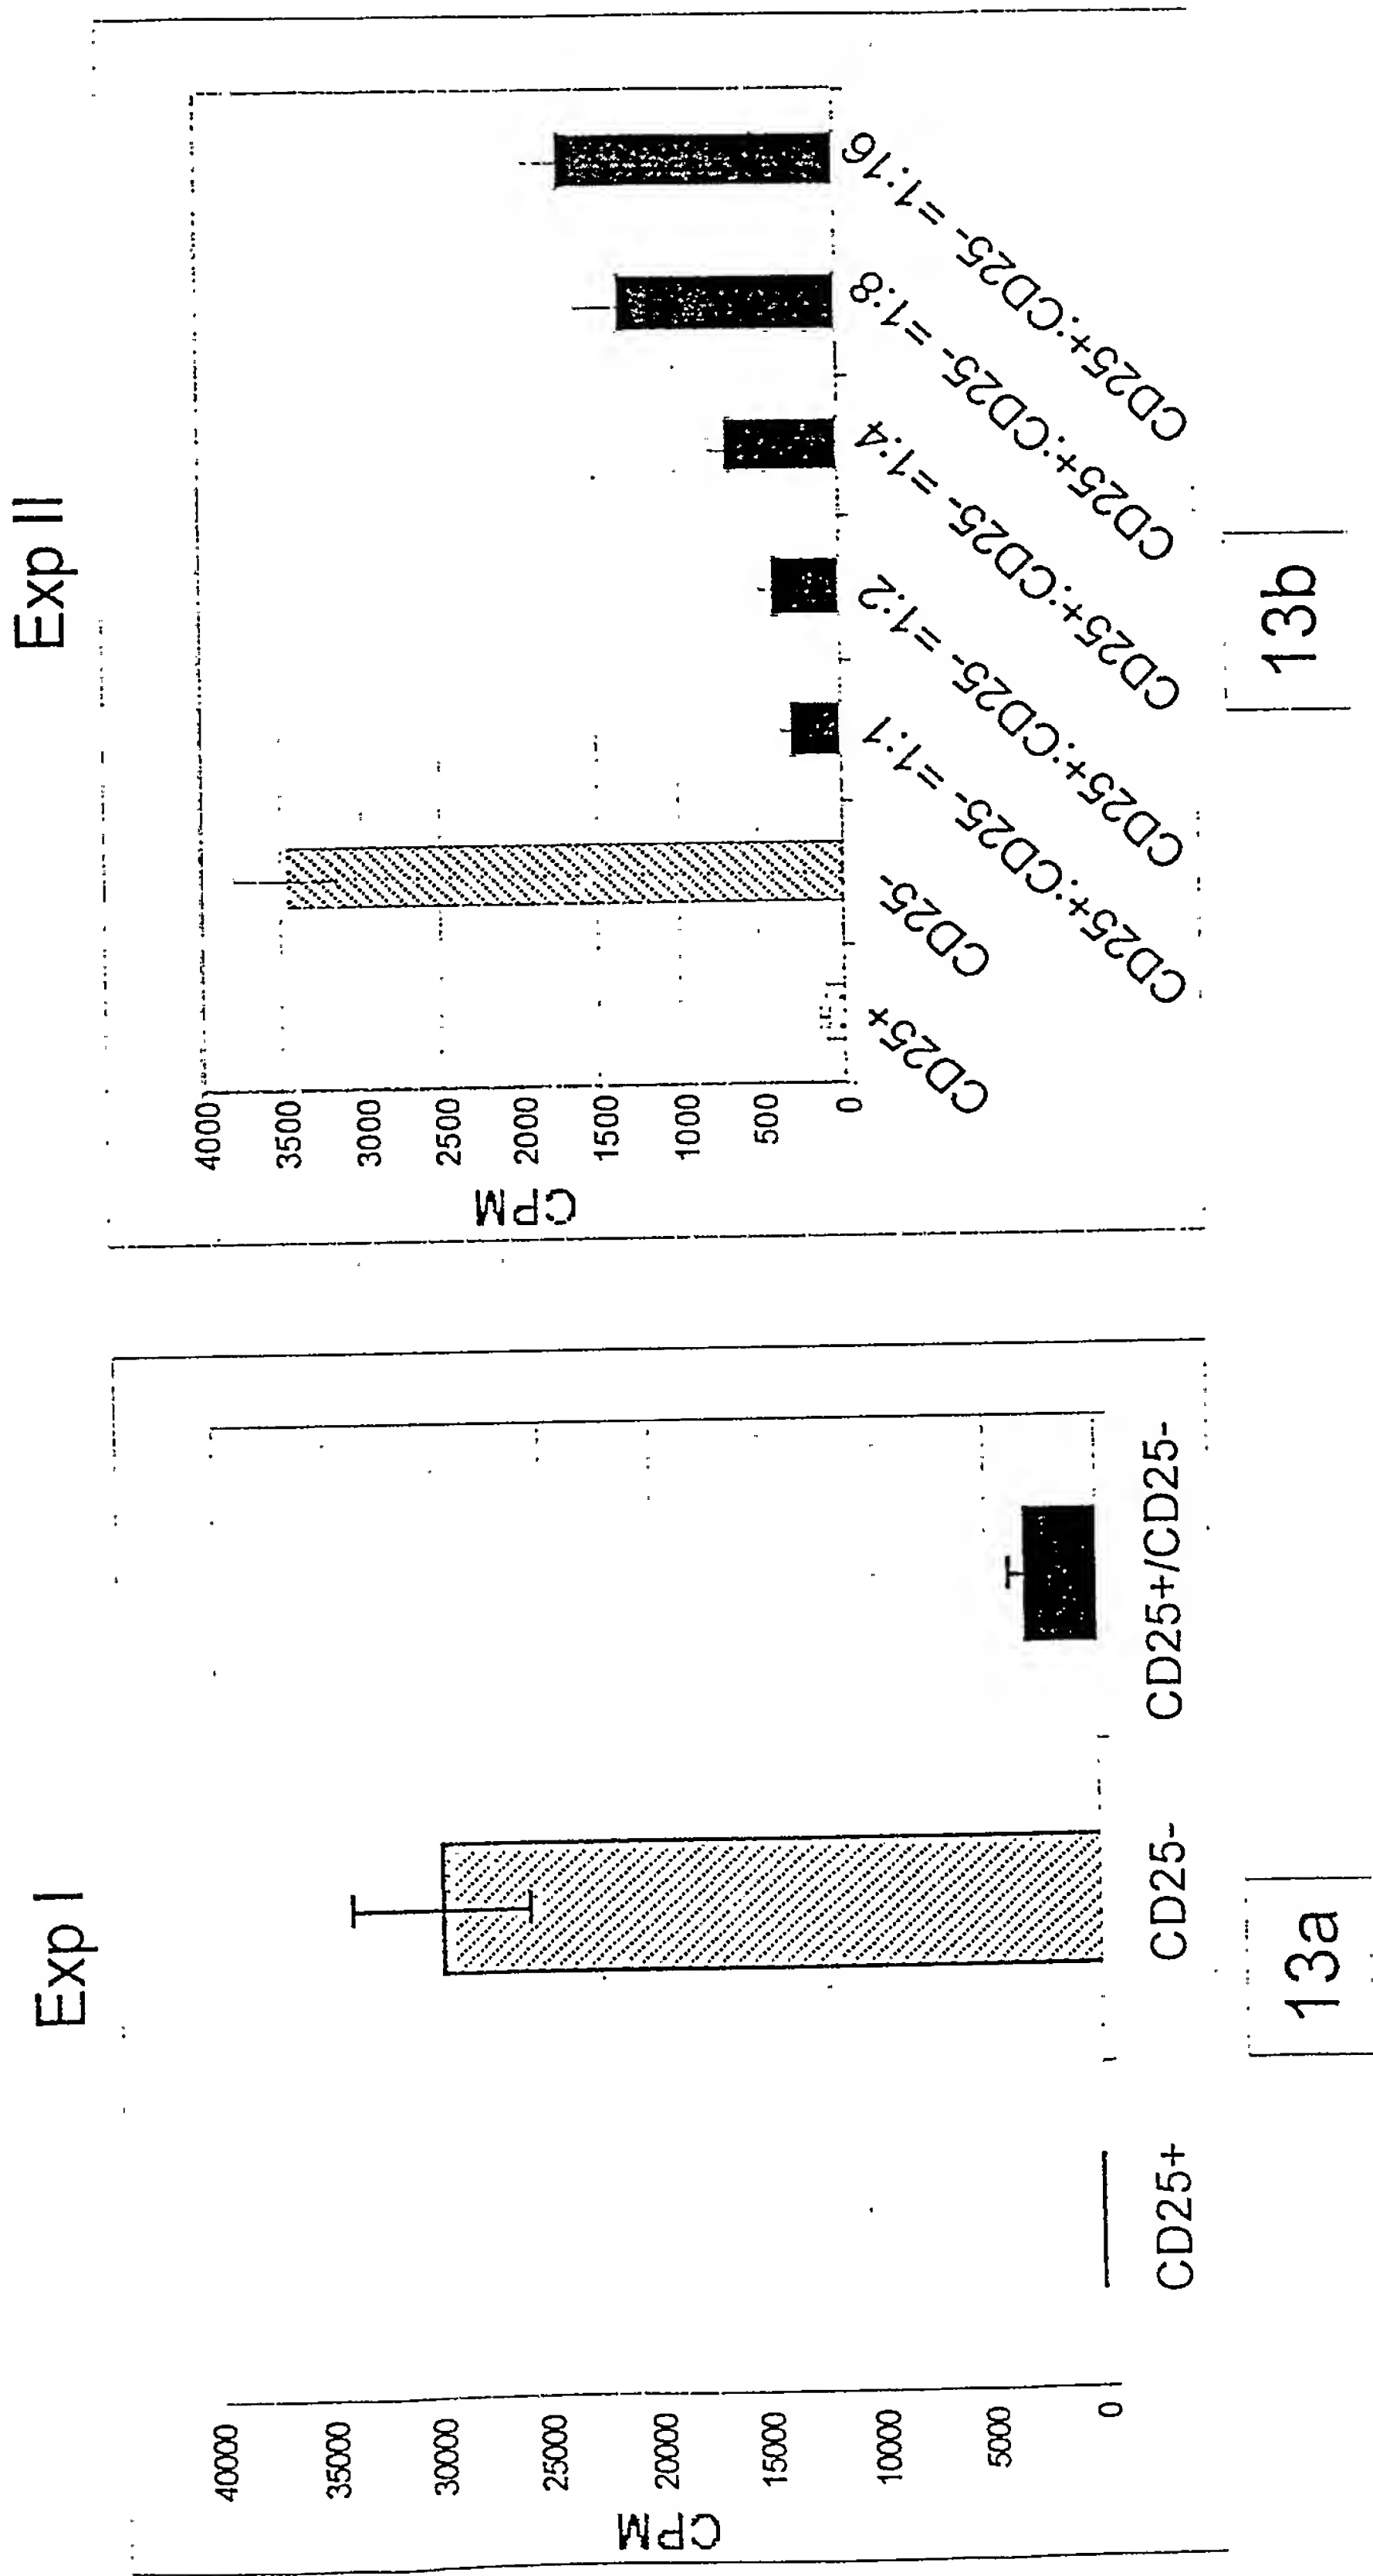 Exp I
CPM
40000
35000
30000
25000
20000
15000
10000
5000
0
CD25+
CD25-
CD25+/CD25-
13a
Exp II
CPM
4000
3500
3000
2500
2000
1500
1000
500
0
CD25+
CD25-
CD25+:CD25- =1:1
CD25+:CD25- =1:2
CD25+:CD25- =1:4
CD25+:CD25- =1:8
CD25+:CD25- =1:16
13b